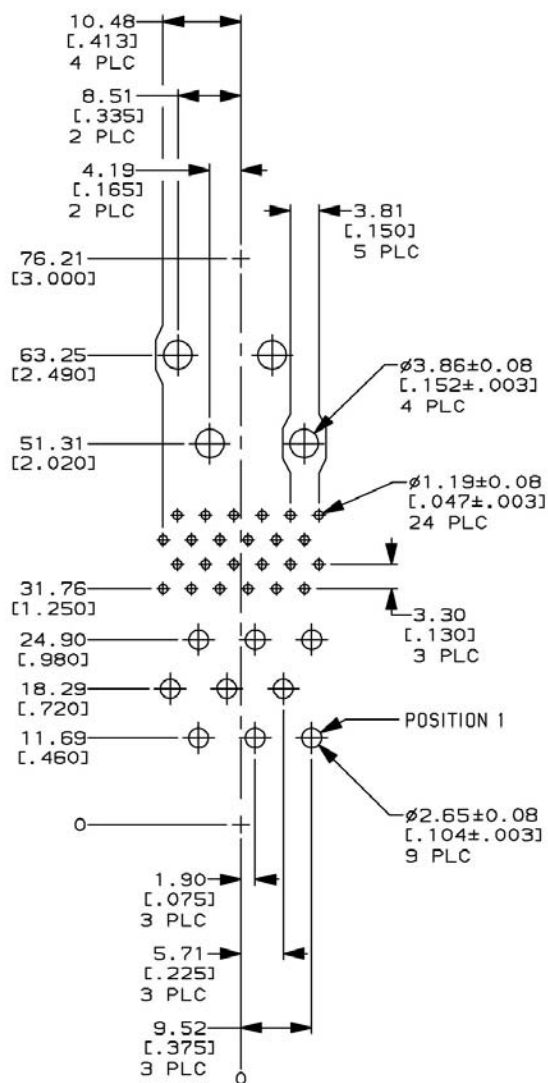 10.48
[.413]
4 PLC
8.51
[.335]
2 PLC
4.19
[.165]
2 PLC
3.81
[.150]
5 PLC
76.21
[3.000]
63.25
[2.490]
ø3.86±0.08
[.152±.003]
4 PLC
51.31
[2.020]
ø1.19±0.08
[.047±.003]
24 PLC
31.76
[1.250]
3.30
[.130]
3 PLC
24.90
[.980]
18.29
[.720]
POSITION 1
11.69
[.460]
ø2.65±0.08
[.104±.003]
9 PLC
0
1.90
[.075]
3 PLC
5.71
[.225]
3 PLC
9.52
[.375]
3 PLC
0